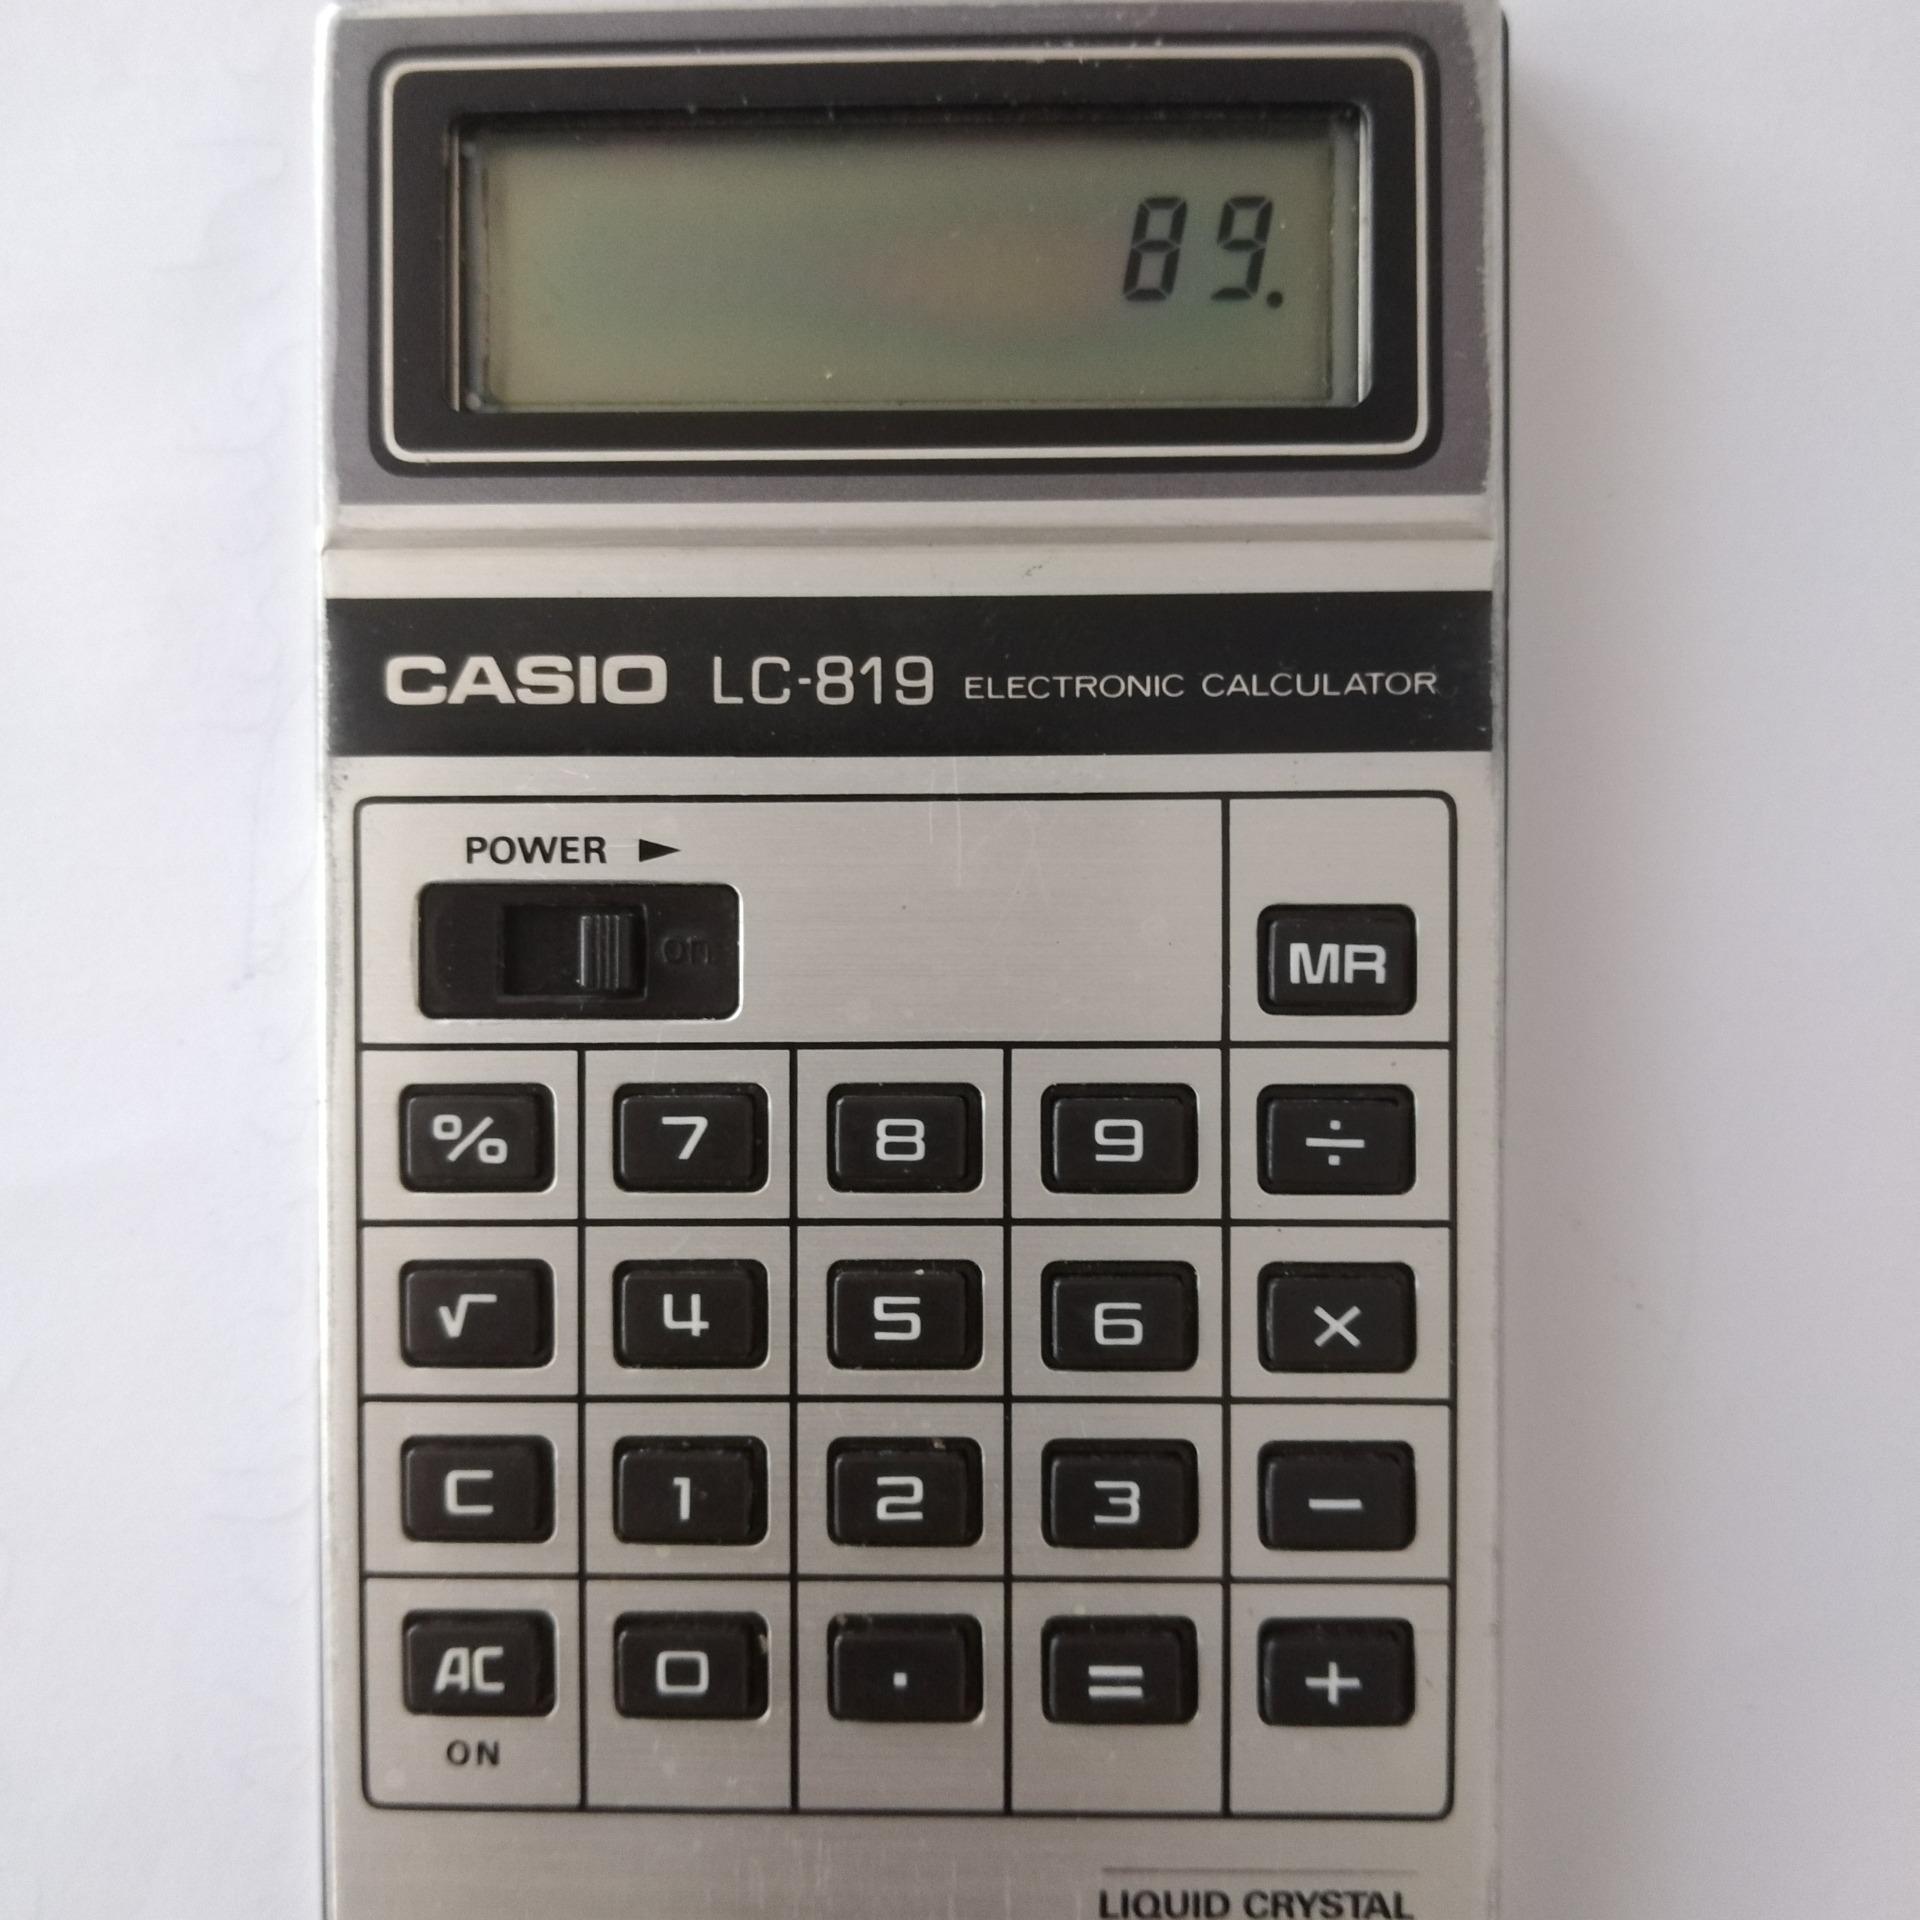 89.
CASIO LC-819 ELECTRONIC CALCULATOR
POWER ►
on MR
% 7 8 9 ÷
√ 4 5 6 ×
C 1 2 3 −
AC 0 . = +
ON
LIQUID CRYSTAL